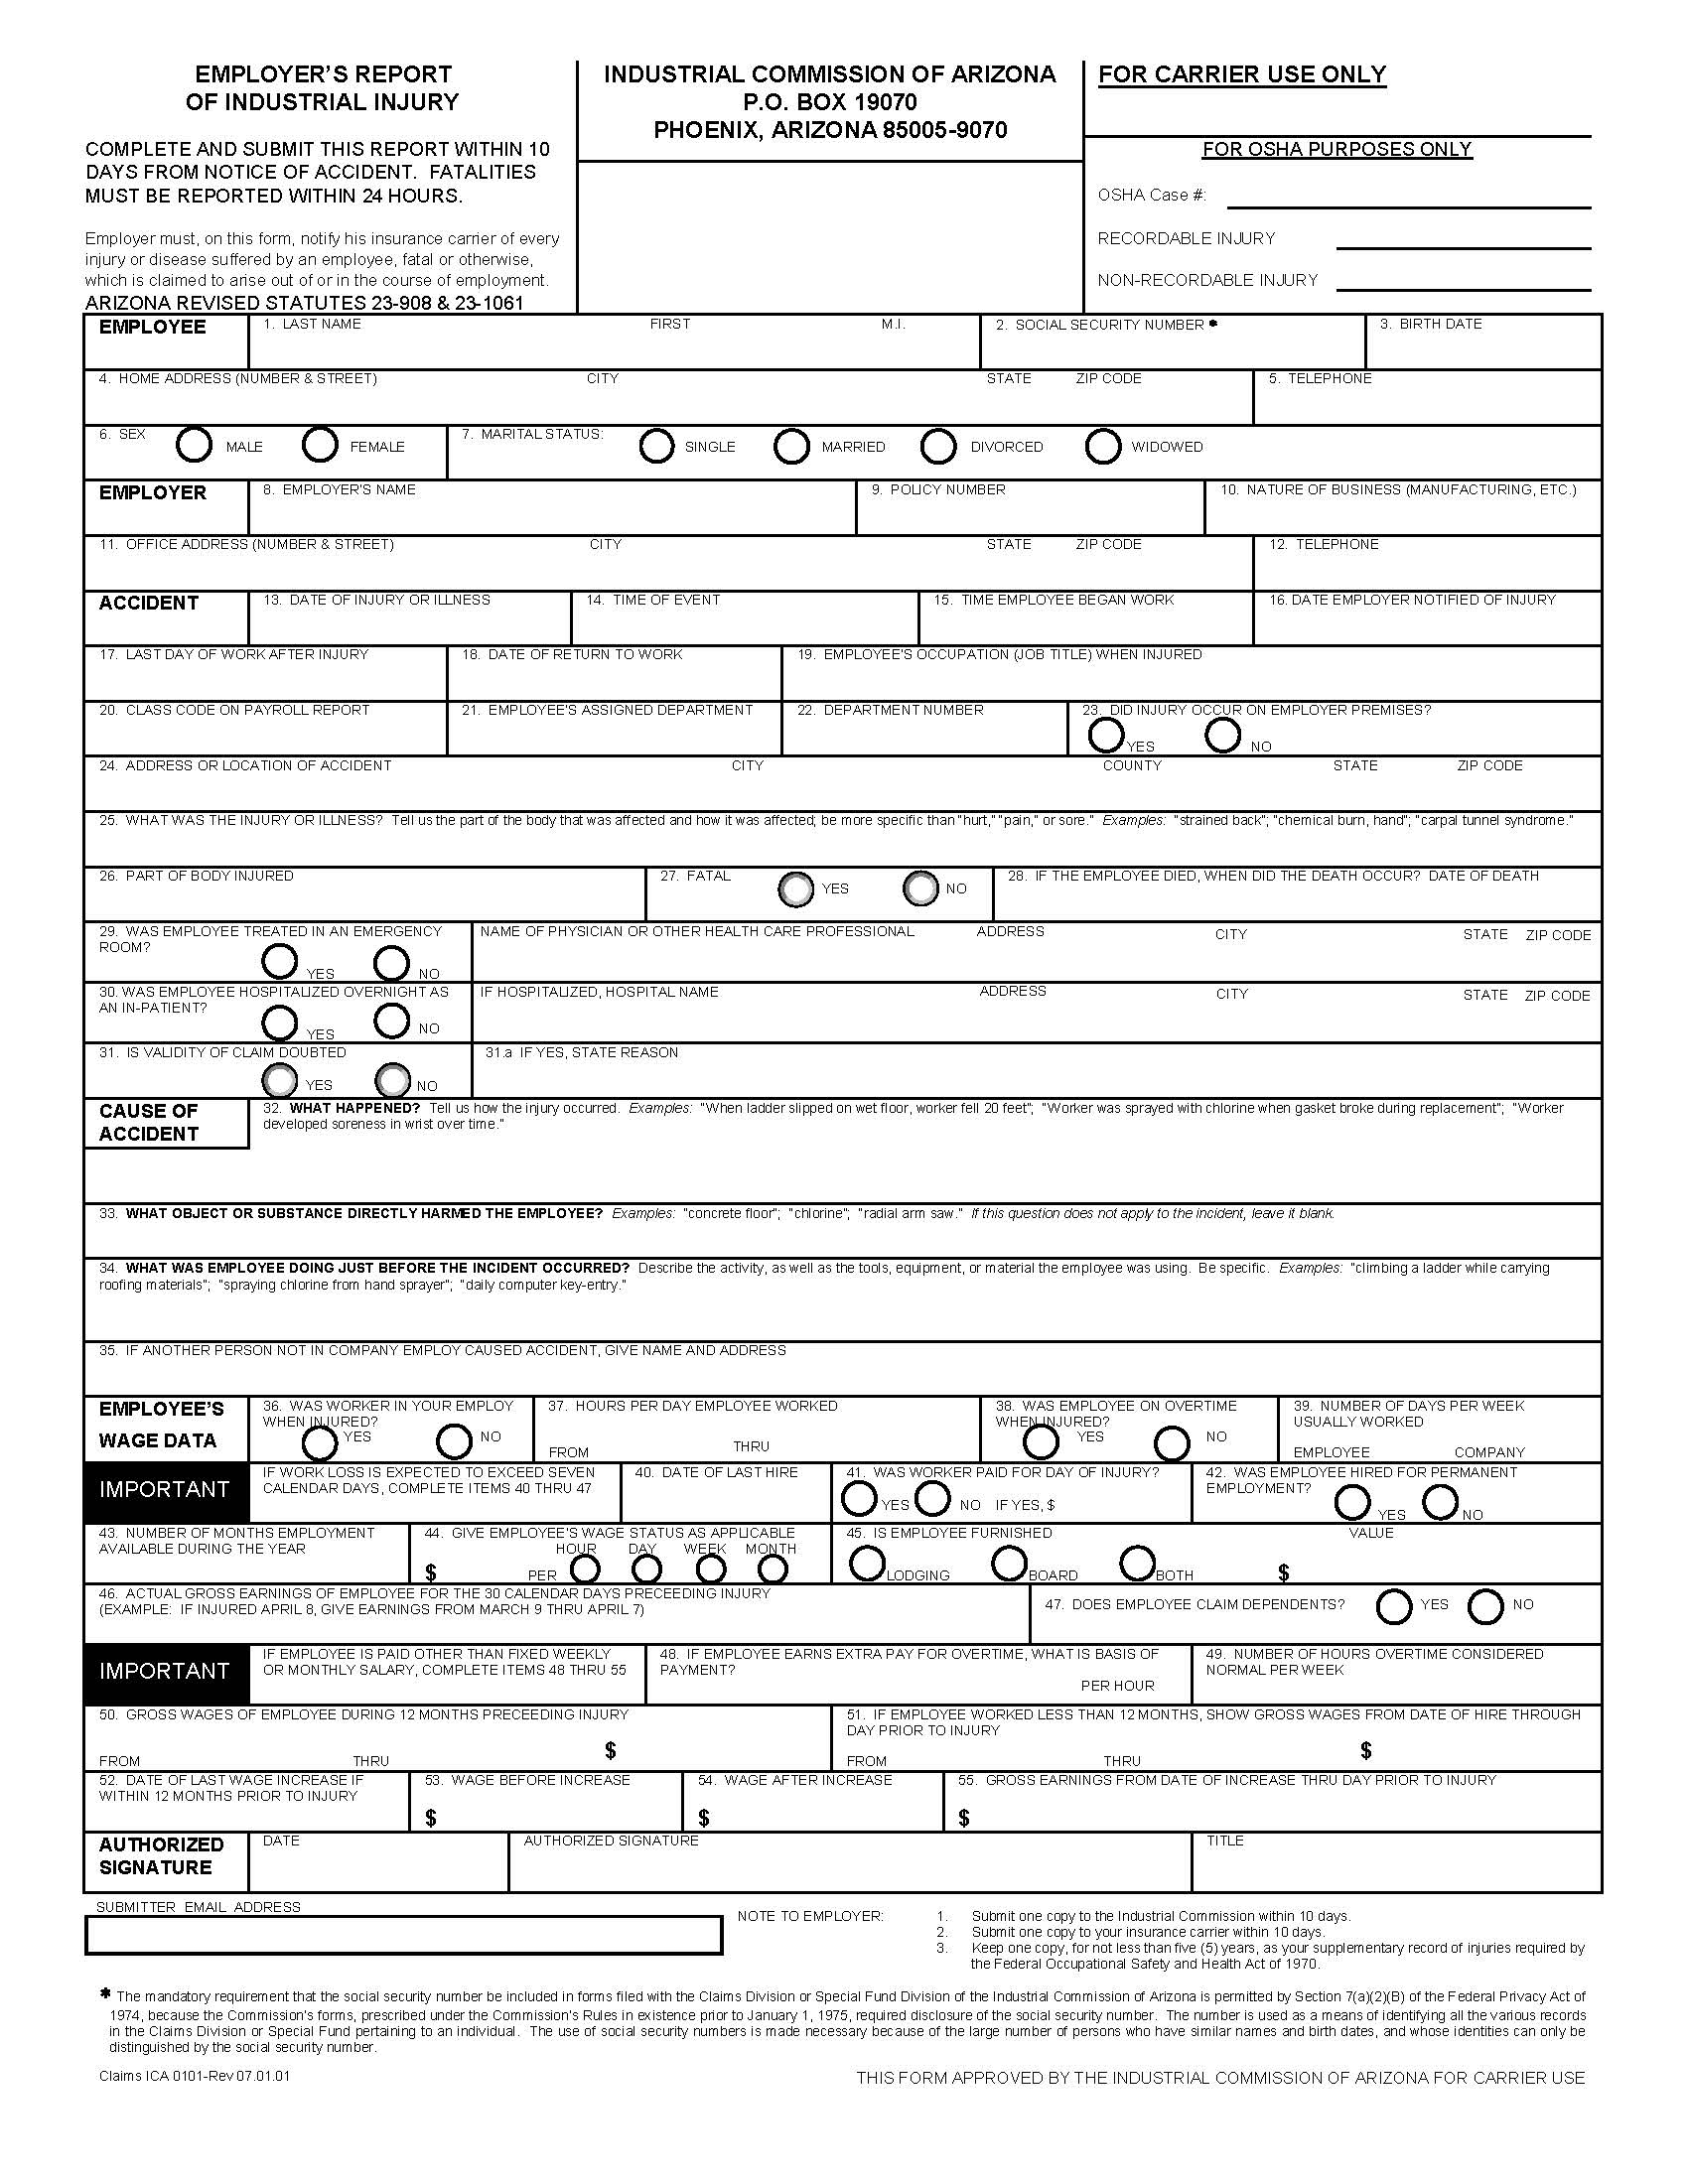 EMPLOYER'S REPORT
OF INDUSTRIAL INJURY
COMPLETE AND SUBMIT THIS REPORT WITHIN 10
DAYS FROM NOTICE OF ACCIDENT. FATALITIES
MUST BE REPORTED WITHIN 24 HOURS.
Employer must, on this form, notify his insurance carrier of every
injury or disease suffered by an employee, fatal or otherwise,
which is claimed to arise out of or in the course of employment.
ARIZONA REVISED STATUTES 23-908 & 23-1061
INDUSTRIAL COMMISSION OF ARIZONA
P.O. BOX 19070
PHOENIX, ARIZONA 85005-9070
FOR CARRIER USE ONLY
FOR OSHA PURPOSES ONLY
OSHA Case #:
RECORDABLE INJURY
NON-RECORDABLE INJURY
EMPLOYEE 1. LAST NAME FIRST M.I. 2. SOCIAL SECURITY NUMBER * 3. BIRTH DATE
4. HOME ADDRESS (NUMBER & STREET) CITY STATE ZIP CODE 5. TELEPHONE
6. SEX MALE FEMALE 7. MARITAL STATUS: SINGLE MARRIED DIVORCED WIDOWED
EMPLOYER 8. EMPLOYER'S NAME 9. POLICY NUMBER 10. NATURE OF BUSINESS (MANUFACTURING, ETC.)
11. OFFICE ADDRESS (NUMBER & STREET) CITY STATE ZIP CODE 12. TELEPHONE
ACCIDENT 13. DATE OF INJURY OR ILLNESS 14. TIME OF EVENT 15. TIME EMPLOYEE BEGAN WORK 16. DATE EMPLOYER NOTIFIED OF INJURY
17. LAST DAY OF WORK AFTER INJURY 18. DATE OF RETURN TO WORK 19. EMPLOYEE'S OCCUPATION (JOB TITLE) WHEN INJURED
20. CLASS CODE ON PAYROLL REPORT 21. EMPLOYEE'S ASSIGNED DEPARTMENT 22. DEPARTMENT NUMBER 23. DID INJURY OCCUR ON EMPLOYER PREMISES?
YES NO
24. ADDRESS OR LOCATION OF ACCIDENT CITY COUNTY STATE ZIP CODE
25. WHAT WAS THE INJURY OR ILLNESS? Tell us the part of the body that was affected and how it was affected; be more specific than "hurt," "pain," or sore." Examples: "strained back"; "chemical burn, hand"; "carpal tunnel syndrome."
26. PART OF BODY INJURED 27. FATAL YES NO 28. IF THE EMPLOYEE DIED, WHEN DID THE DEATH OCCUR? DATE OF DEATH
29. WAS EMPLOYEE TREATED IN AN EMERGENCY
ROOM?
YES NO
NAME OF PHYSICIAN OR OTHER HEALTH CARE PROFESSIONAL ADDRESS CITY STATE ZIP CODE
30. WAS EMPLOYEE HOSPITALIZED OVERNIGHT AS
AN IN-PATIENT?
YES NO
IF HOSPITALIZED, HOSPITAL NAME ADDRESS CITY STATE ZIP CODE
31. IS VALIDITY OF CLAIM DOUBTED
YES NO
31.a IF YES, STATE REASON
CAUSE OF
ACCIDENT
32. WHAT HAPPENED? Tell us how the injury occurred. Examples: "When ladder slipped on wet floor, worker fell 20 feet"; "Worker was sprayed with chlorine when gasket broke during replacement"; "Worker
developed soreness in wrist over time."
33. WHAT OBJECT OR SUBSTANCE DIRECTLY HARMED THE EMPLOYEE? Examples: "concrete floor"; "chlorine"; "radial arm saw." If this question does not apply to the incident, leave it blank.
34. WHAT WAS EMPLOYEE DOING JUST BEFORE THE INCIDENT OCCURRED? Describe the activity, as well as the tools, equipment, or material the employee was using. Be specific. Examples: "climbing a ladder while carrying
roofing materials"; "spraying chlorine from hand sprayer"; "daily computer key-entry."
35. IF ANOTHER PERSON NOT IN COMPANY EMPLOY CAUSED ACCIDENT, GIVE NAME AND ADDRESS
EMPLOYEE'S
WAGE DATA
36. WAS WORKER IN YOUR EMPLOY
WHEN INJURED?
YES NO
37. HOURS PER DAY EMPLOYEE WORKED
FROM THRU
38. WAS EMPLOYEE ON OVERTIME
WHEN INJURED?
YES NO
39. NUMBER OF DAYS PER WEEK
USUALLY WORKED
EMPLOYEE COMPANY
IMPORTANT
IF WORK LOSS IS EXPECTED TO EXCEED SEVEN
CALENDAR DAYS, COMPLETE ITEMS 40 THRU 47
40. DATE OF LAST HIRE
41. WAS WORKER PAID FOR DAY OF INJURY?
YES NO IF YES, $
42. WAS EMPLOYEE HIRED FOR PERMANENT
EMPLOYMENT?
YES NO
43. NUMBER OF MONTHS EMPLOYMENT
AVAILABLE DURING THE YEAR
44. GIVE EMPLOYEE'S WAGE STATUS AS APPLICABLE
HOUR DAY WEEK MONTH
$ PER
45. IS EMPLOYEE FURNISHED VALUE
LODGING BOARD BOTH $
46. ACTUAL GROSS EARNINGS OF EMPLOYEE FOR THE 30 CALENDAR DAYS PRECEEDING INJURY
(EXAMPLE: IF INJURED APRIL 8, GIVE EARNINGS FROM MARCH 9 THRU APRIL 7)
47. DOES EMPLOYEE CLAIM DEPENDENTS? YES NO
IMPORTANT
IF EMPLOYEE IS PAID OTHER THAN FIXED WEEKLY
OR MONTHLY SALARY, COMPLETE ITEMS 48 THRU 55
48. IF EMPLOYEE EARNS EXTRA PAY FOR OVERTIME, WHAT IS BASIS OF
PAYMENT?
PER HOUR
49. NUMBER OF HOURS OVERTIME CONSIDERED
NORMAL PER WEEK
50. GROSS WAGES OF EMPLOYEE DURING 12 MONTHS PRECEEDING INJURY
FROM THRU $
51. IF EMPLOYEE WORKED LESS THAN 12 MONTHS, SHOW GROSS WAGES FROM DATE OF HIRE THROUGH
DAY PRIOR TO INJURY
FROM THRU $
52. DATE OF LAST WAGE INCREASE IF
WITHIN 12 MONTHS PRIOR TO INJURY
53. WAGE BEFORE INCREASE
$
54. WAGE AFTER INCREASE
$
55. GROSS EARNINGS FROM DATE OF INCREASE THRU DAY PRIOR TO INJURY
$
AUTHORIZED
SIGNATURE
DATE AUTHORIZED SIGNATURE TITLE
SUBMITTER EMAIL ADDRESS
NOTE TO EMPLOYER: 1. Submit one copy to the Industrial Commission within 10 days.
2. Submit one copy to your insurance carrier within 10 days.
3. Keep one copy, for not less than five (5) years, as your supplementary record of injuries required by
the Federal Occupational Safety and Health Act of 1970.
* The mandatory requirement that the social security number be included in forms filed with the Claims Division or Special Fund Division of the Industrial Commission of Arizona is permitted by Section 7(a)(2)(B) of the Federal Privacy Act of
1974, because the Commission's forms, prescribed under the Commission's Rules in existence prior to January 1, 1975, required disclosure of the social security number. The number is used as a means of identifying all the various records
in the Claims Division or Special Fund pertaining to an individual. The use of social security numbers is made necessary because of the large number of persons who have similar names and birth dates, and whose identities can only be
distinguished by the social security number.
Claims ICA 0101-Rev 07.01.01
THIS FORM APPROVED BY THE INDUSTRIAL COMMISSION OF ARIZONA FOR CARRIER USE